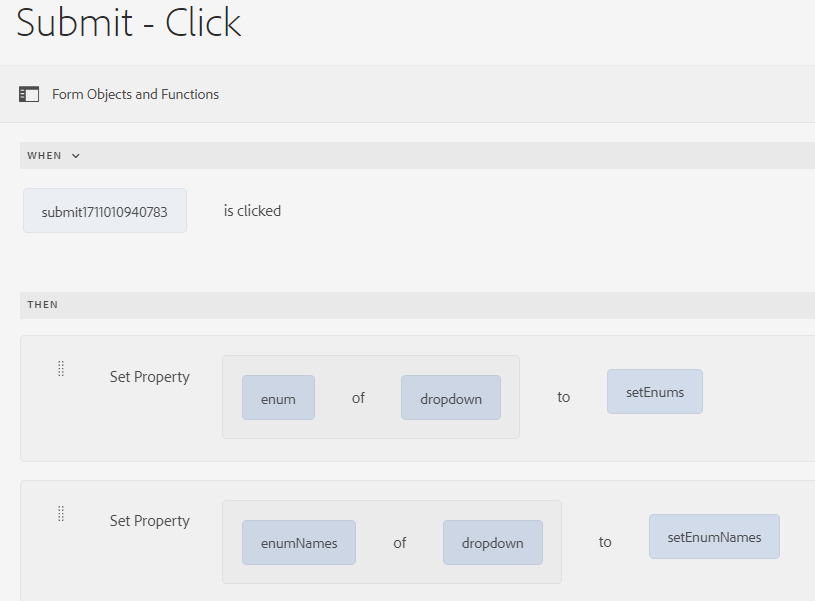 Submit - Click
Form Objects and Functions
WHEN
submit1711010940783 is clicked
THEN
Set Property enum of dropdown to setEnums
Set Property enumNames of dropdown to setEnumNames